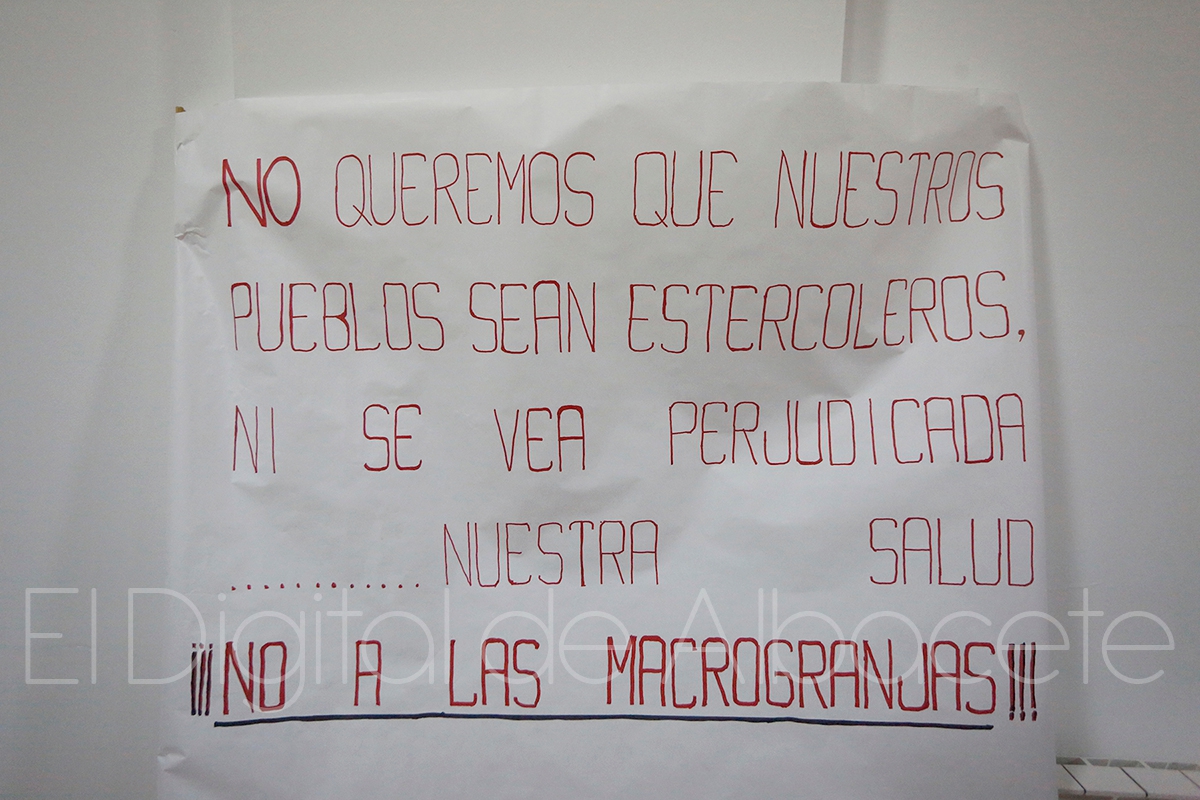 NO QUEREMOS QUE NUESTROS
PUEBLOS SEAN ESTERCOLEROS,
NI SE VEA PERJUDICADA
............ NUESTRA SALUD
El Digital de Albacete
¡¡¡NO A LAS MACROGRANJAS!!!